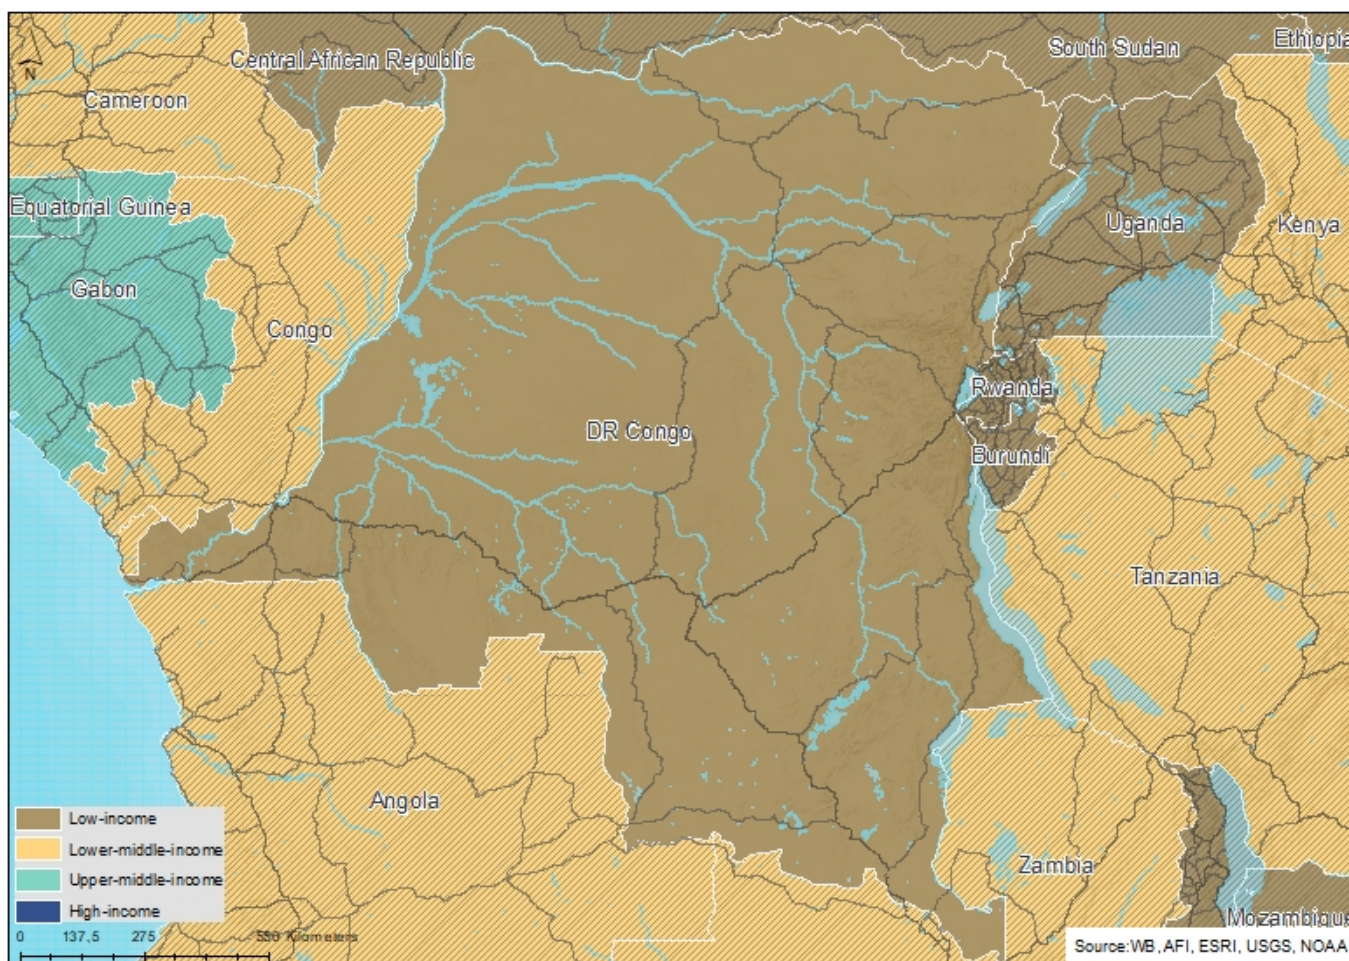 Central African Republic
South Sudan
Ethiopia
N
Cameroon
Equatorial Guinea
Uganda
Kenya
Gabon
Congo
Rwanda
DR Congo
Burundi
Tanzania
Angola
Zambia
Mozambique
Low-income
Lower-middle-income
Upper-middle-income
High-income
0 137,5 275 550 Kilometers
Source:WB, AFI, ESRI, USGS, NOAA